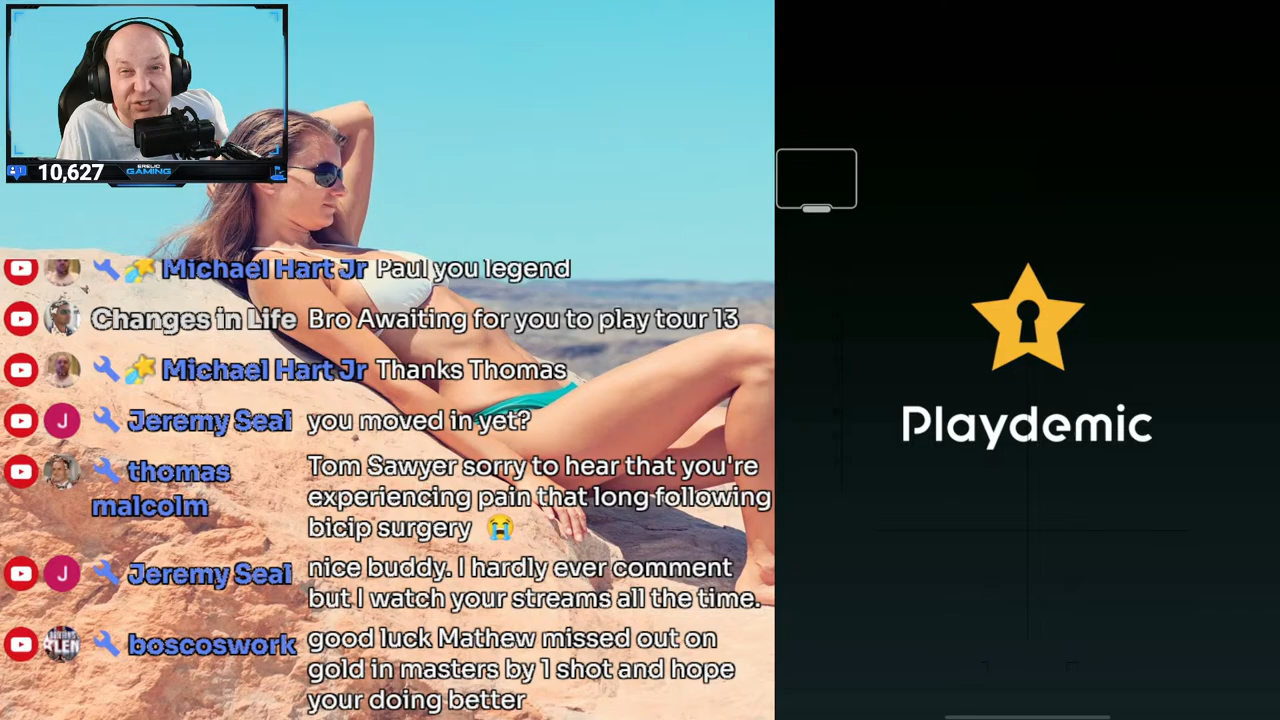 10,627
ERELIC
GAMING
Michael Hart Jr Paul you legend
Changes in Life Bro Awaiting for you to play tour 13
Michael Hart Jr Thanks Thomas
J Jeremy Seal you moved in yet?
thomas malcolm Tom Sawyer sorry to hear that you're
experiencing pain that long following
bicip surgery 😭
J Jeremy Seal nice buddy. I hardly ever comment
but I watch your streams all the time.
boscoswork good luck Mathew missed out on
gold in masters by 1 shot and hope
your doing better
Playdemic